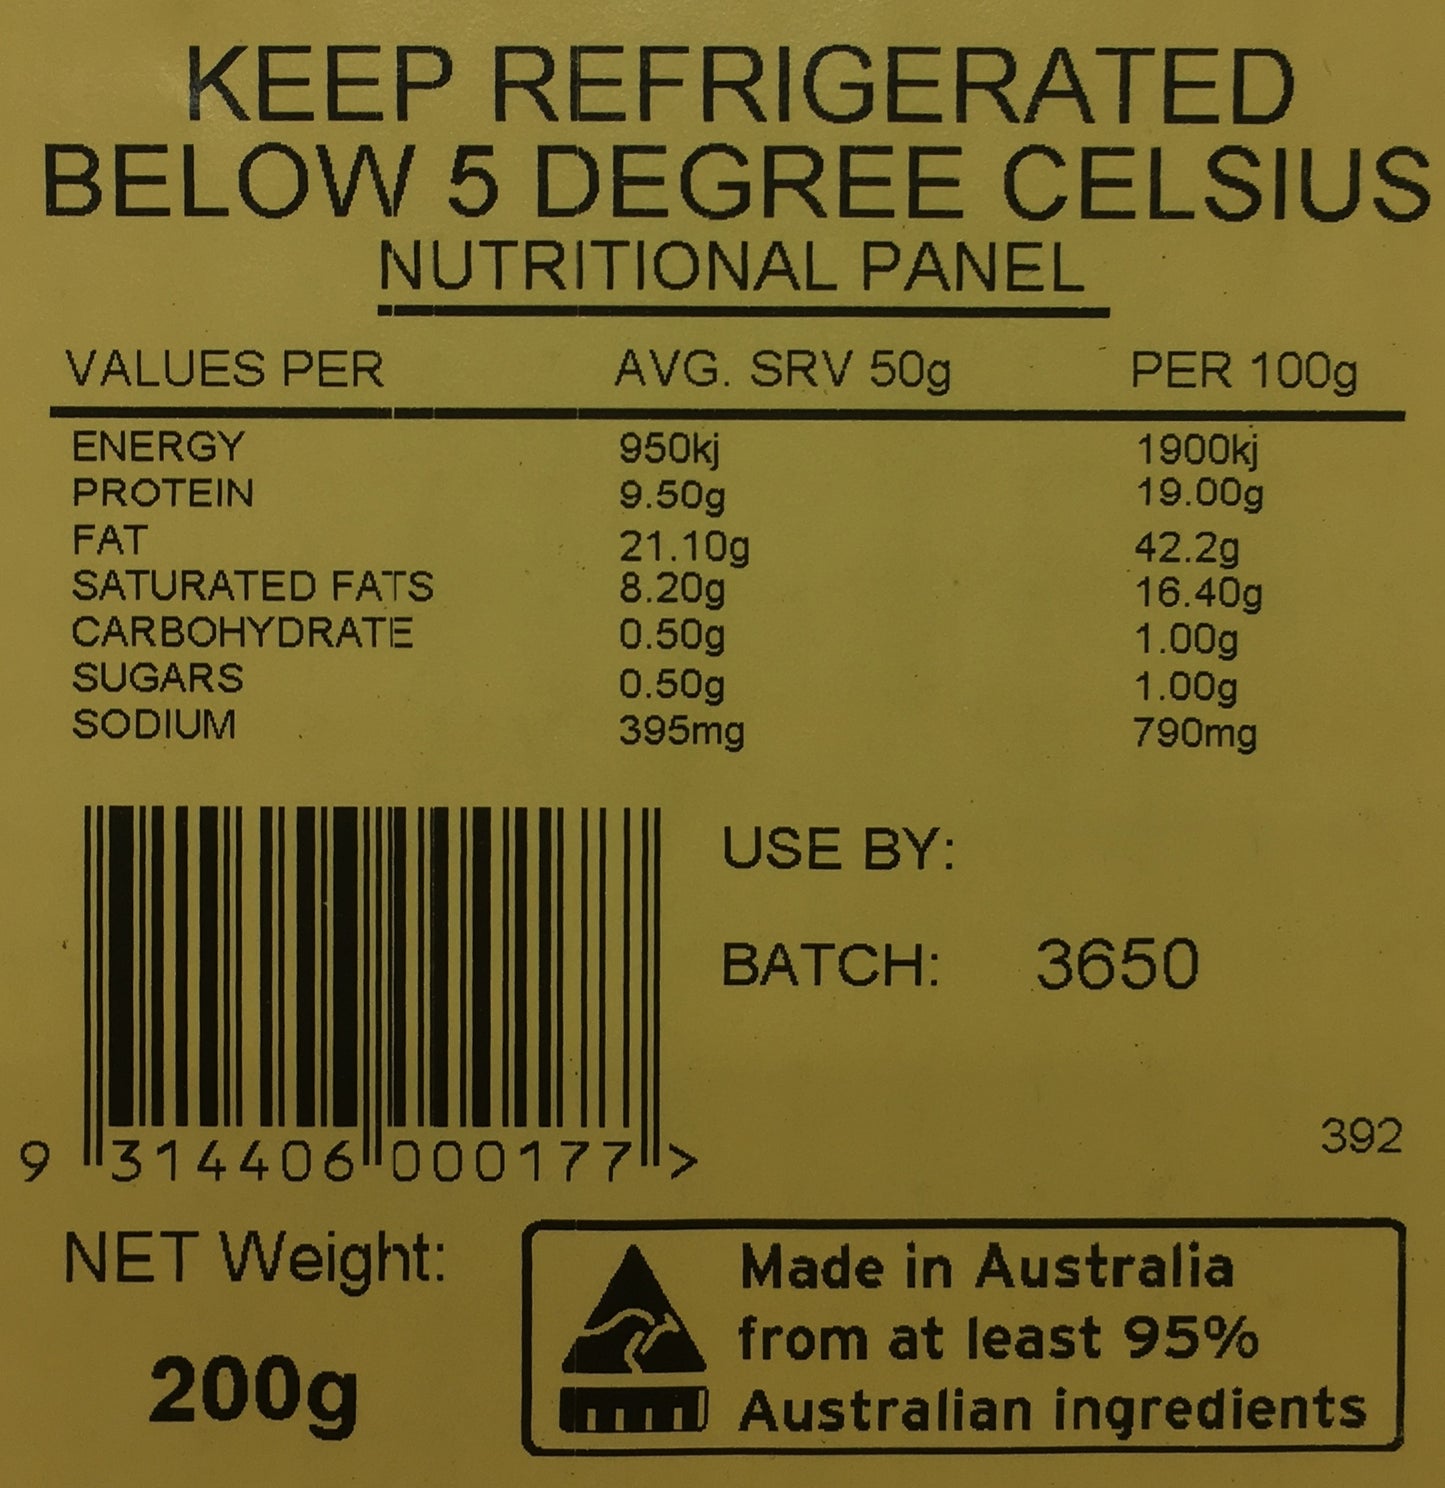 KEEP REFRIGERATED
BELOW 5 DEGREE CELSIUS
NUTRITIONAL PANEL
VALUES PER AVG. SRV 50g PER 100g
ENERGY 950kj 1900kj
PROTEIN 9.50g 19.00g
FAT 21.10g 42.2g
SATURATED FATS 8.20g 16.40g
CARBOHYDRATE 0.50g 1.00g
SUGARS 0.50g 1.00g
SODIUM 395mg 790mg
USE BY:
BATCH: 3650
392
9 314406 000177 >
NET Weight:
200g
Made in Australia
from at least 95%
Australian ingredients